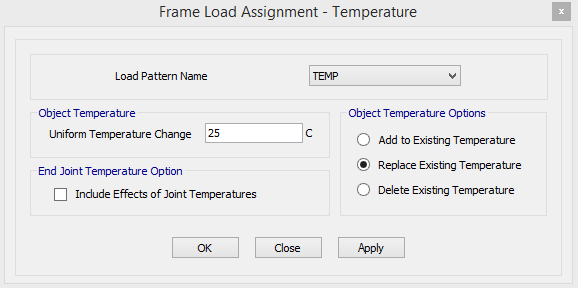 Frame Load Assignment - Temperature
x
Load Pattern Name
TEMP
Object Temperature
Uniform Temperature Change
25
C
End Joint Temperature Option
Include Effects of Joint Temperatures
Object Temperature Options
Add to Existing Temperature
Replace Existing Temperature
Delete Existing Temperature
OK
Close
Apply